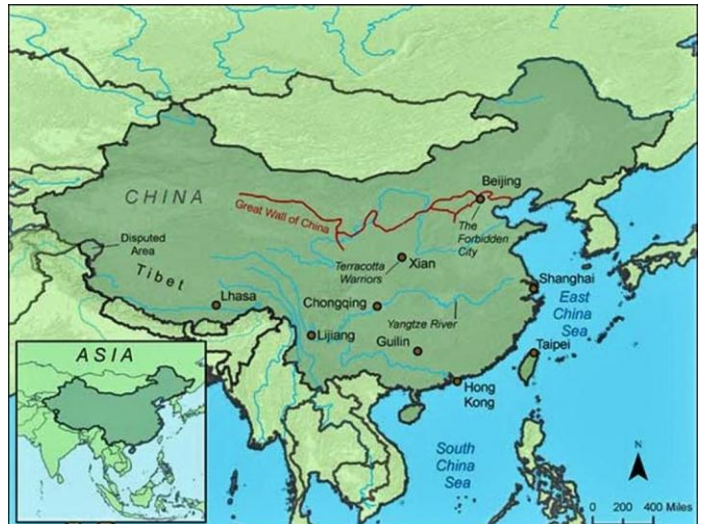 CHINA
Great Wall of China
Beijing
The
Forbidden
City
Disputed
Area
Tibet
Terracotta
Warriors
Xian
Lhasa
Chongqing
Yangtze River
Shanghai
East
China
Sea
Lijiang
Guilin
Taipei
Hong
Kong
South
China
Sea
ASIA
N
0 200 400 Miles